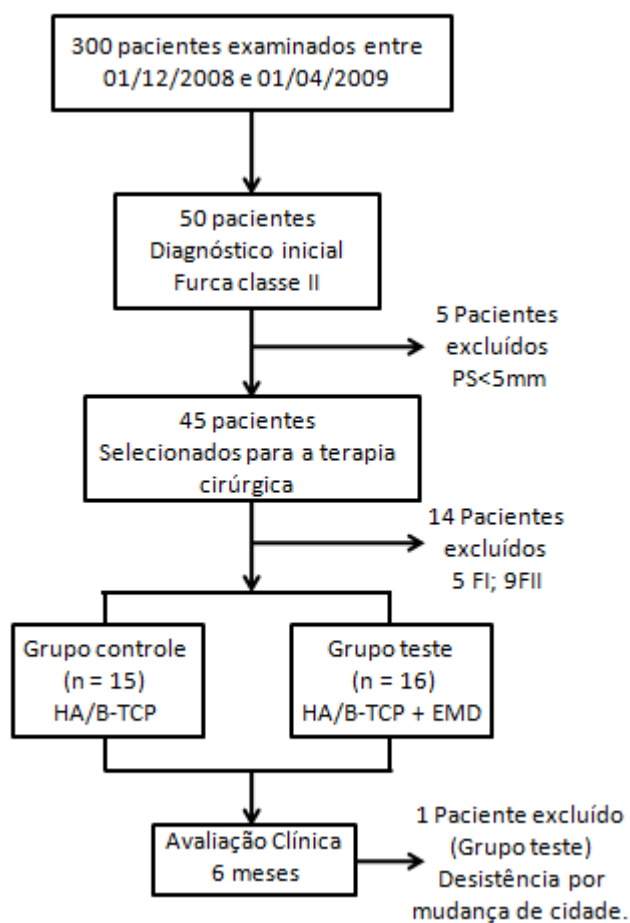 300 pacientes examinados entre
01/12/2008 e 01/04/2009
50 pacientes
Diagnóstico inicial
Furca classe II
5 Pacientes
excluídos
PS<5mm
45 pacientes
Selecionados para a terapia
cirúrgica
14 Pacientes
excluídos
5 FI; 9FII
Grupo controle
(n = 15)
HA/B-TCP
Grupo teste
(n = 16)
HA/B-TCP + EMD
Avaliação Clínica
6 meses
1 Paciente excluído
(Grupo teste)
Desistência por
mudança de cidade.